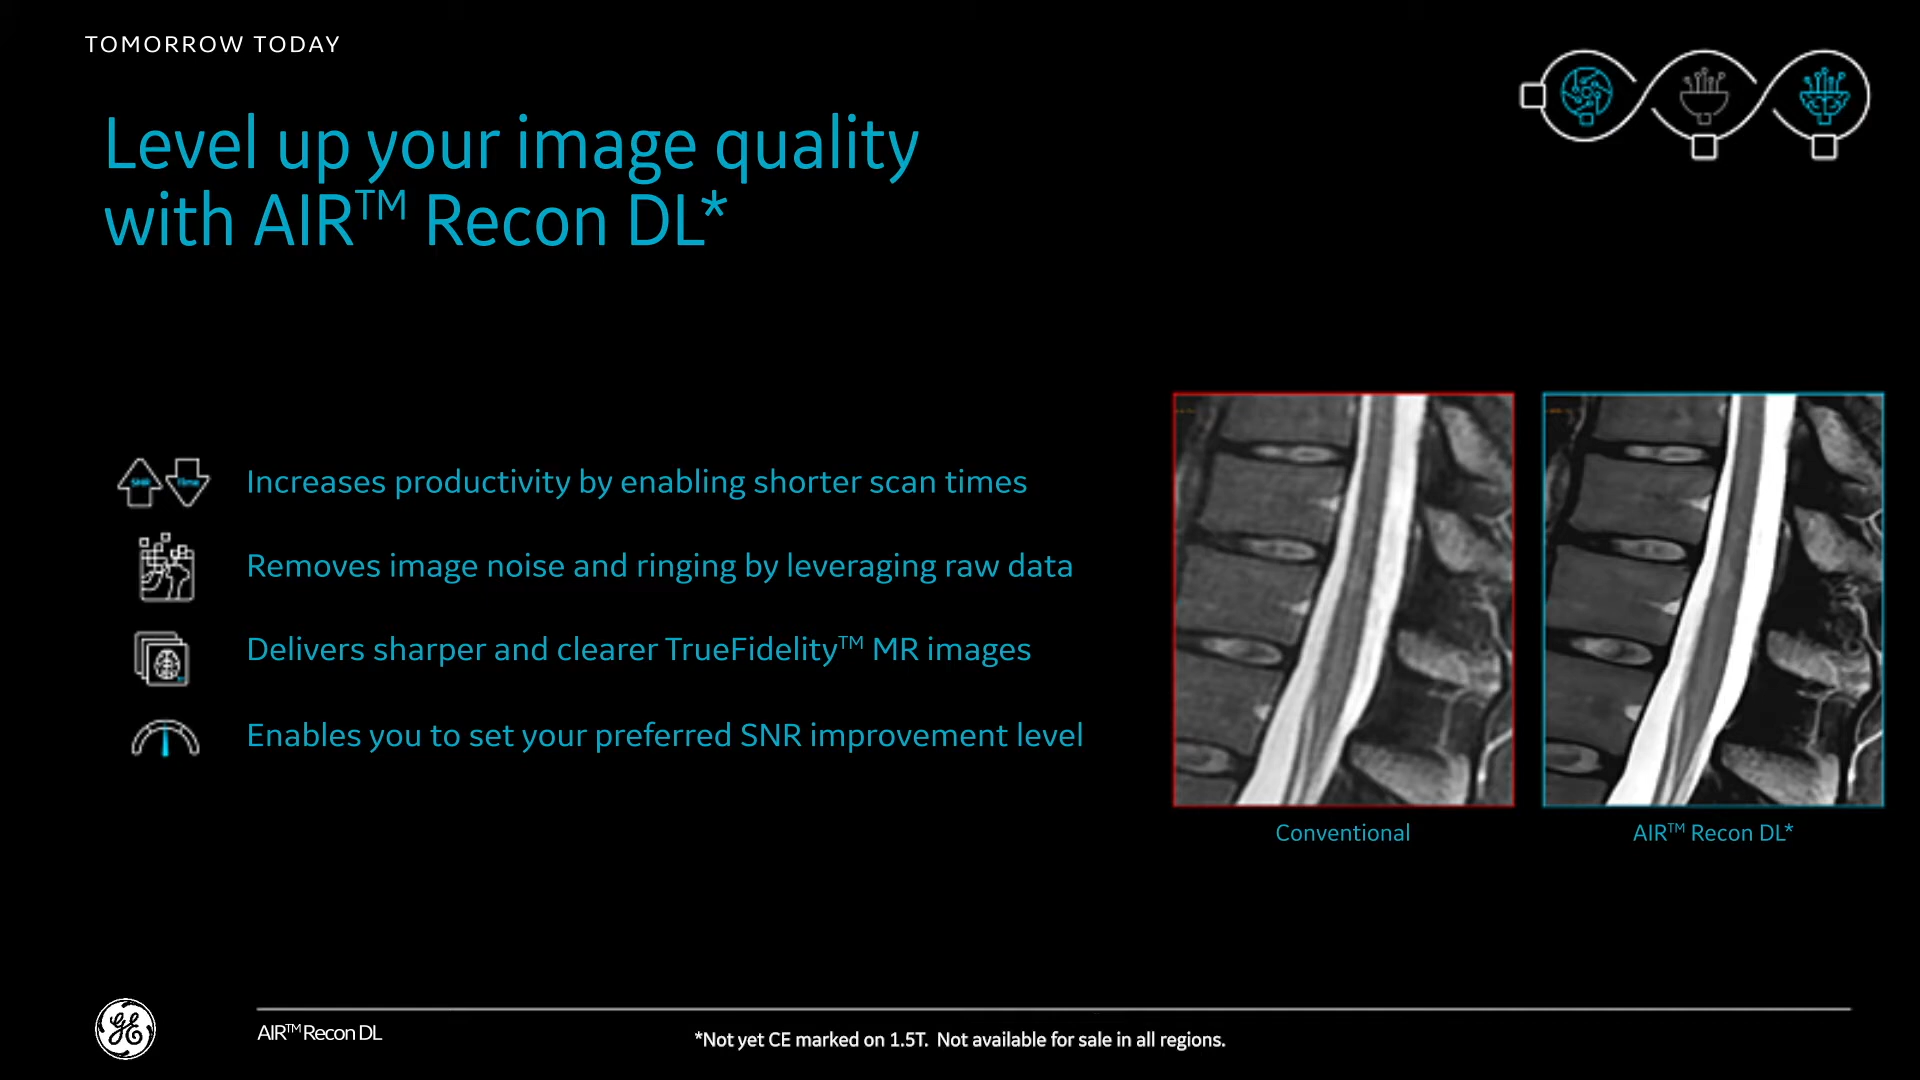 TOMORROW TODAY
Level up your image quality
with AIR™ Recon DL*
SNR
Time
Increases productivity by enabling shorter scan times
Removes image noise and ringing by leveraging raw data
Delivers sharper and clearer TrueFidelity™ MR images
Enables you to set your preferred SNR improvement level
Conventional
AIR™ Recon DL*
AIR™ Recon DL
*Not yet CE marked on 1.5T. Not available for sale in all regions.